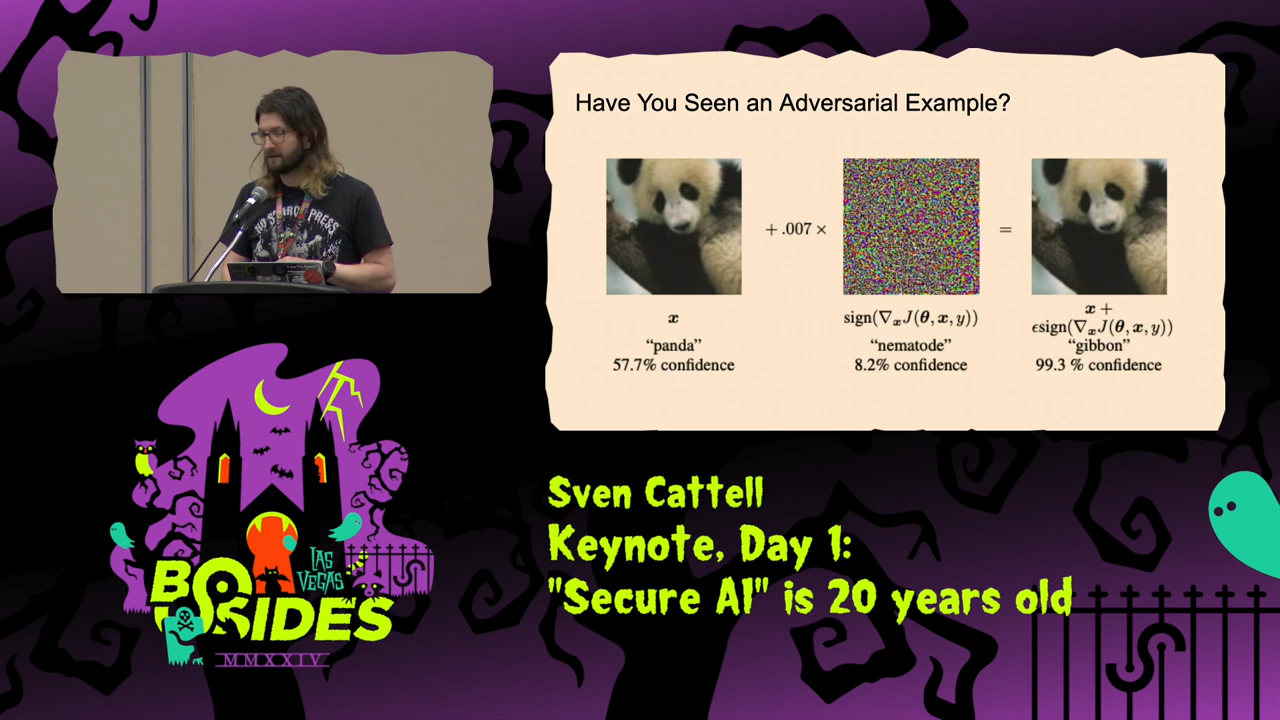 Have You Seen an Adversarial Example?
+ .007 ×
=
x
"panda"
57.7% confidence
sign(∇ₓJ(θ, x, y))
"nematode"
8.2% confidence
x +
ϵsign(∇ₓJ(θ, x, y))
"gibbon"
99.3 % confidence
PRESS
LAS
VEGAS
BSIDES
MMXXIV
Sven Cattell
Keynote, Day 1:
"Secure AI" is 20 years old